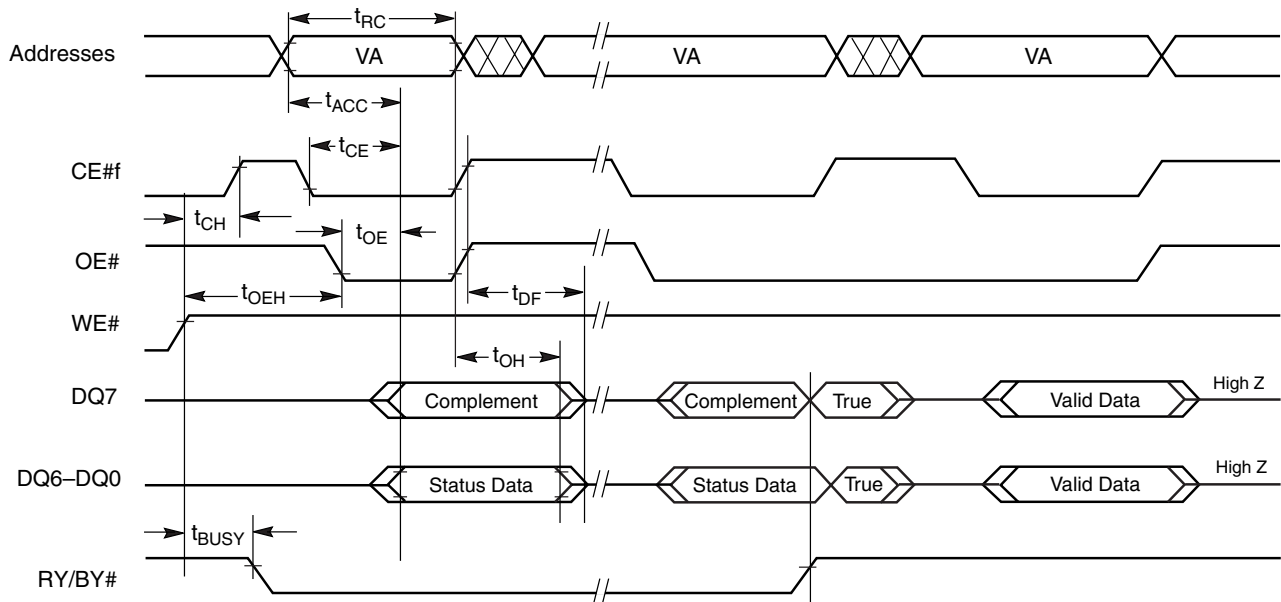 tRC
Addresses VA VA VA
tACC
tCE
CE#f
tCH tOE
OE#
tOEH tDF
WE#
tOH
DQ7 Complement Complement True Valid Data High Z
DQ6–DQ0 Status Data Status Data True Valid Data High Z
tBUSY
RY/BY#